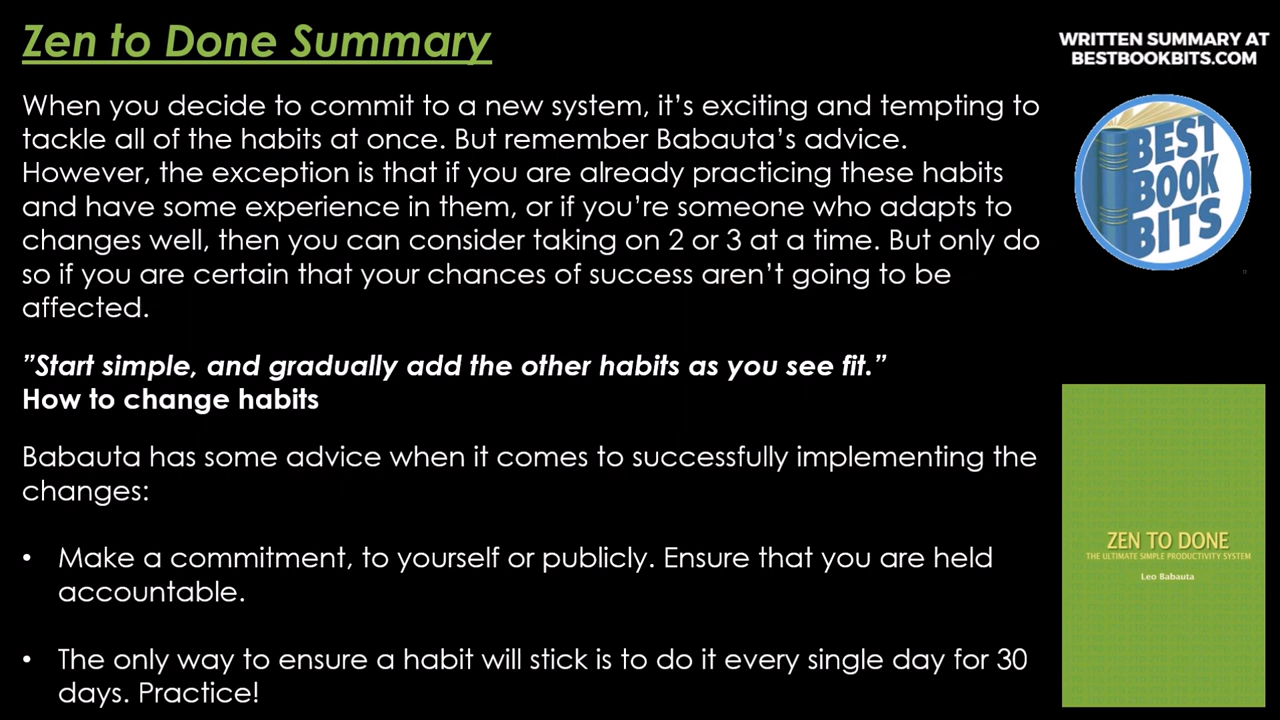 Zen to Done Summary
When you decide to commit to a new system, it's exciting and tempting to
tackle all of the habits at once. But remember Babauta's advice.
However, the exception is that if you are already practicing these habits
and have some experience in them, or if you're someone who adapts to
changes well, then you can consider taking on 2 or 3 at a time. But only do
so if you are certain that your chances of success aren't going to be
affected.
”Start simple, and gradually add the other habits as you see fit.”
How to change habits
Babauta has some advice when it comes to successfully implementing the
changes:
• Make a commitment, to yourself or publicly. Ensure that you are held
accountable.
• The only way to ensure a habit will stick is to do it every single day for 30
days. Practice!
WRITTEN SUMMARY AT
BESTBOOKBITS.COM
BEST
BOOK
BITS
ZEN TO DONE
THE ULTIMATE SIMPLE PRODUCTIVITY SYSTEM
Leo Babauta